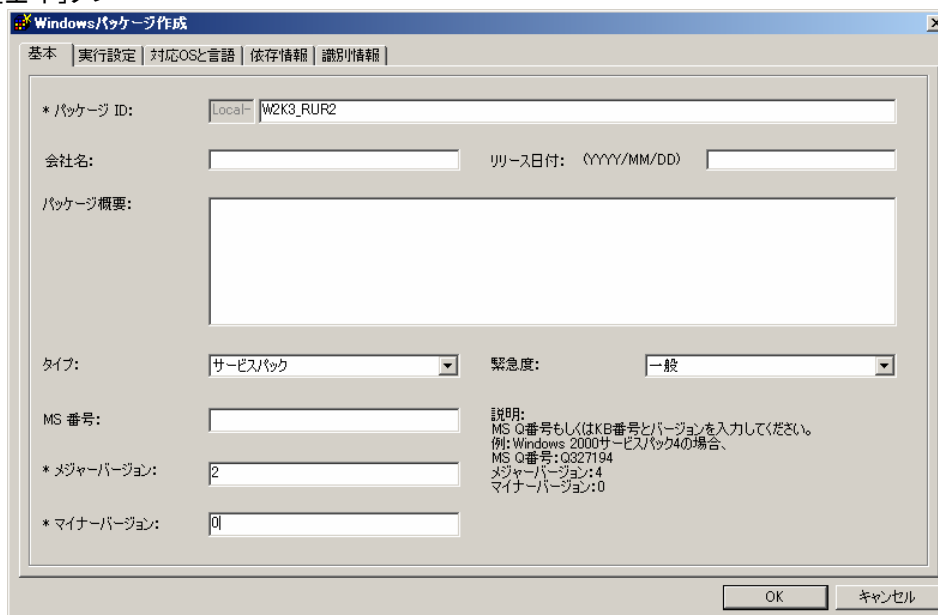 Windowsパッケージ作成
基本 実行設定 対応OSと言語 依存情報 識別情報
* パッケージ ID: Local- W2K3_RUR2
会社名: リリース日付: (YYYY/MM/DD)
パッケージ概要:
タイプ: サービスパック 緊急度: 一般
MS 番号:
説明:
MS Q番号もしくはKB番号とバージョンを入力してください。
例:Windows 2000サービスパック4の場合、
MS Q番号:Q327194
メジャーバージョン:4
マイナーバージョン:0
* メジャーバージョン: 2
* マイナーバージョン: 0
OK キャンセル